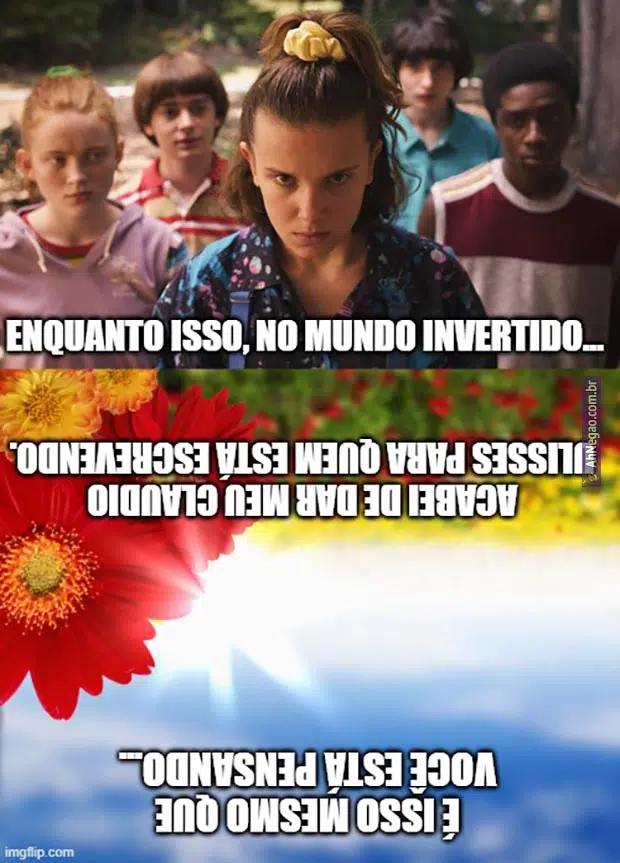 ENQUANTO ISSO, NO MUNDO INVERTIDO...
É ISSO MESMO QUE
VOCÊ ESTÁ PENSANDO...
ACABEI DE DAR MEU CLAUDIO
ULISSES PARA QUEM ESTÁ ESCREVENDO.
AhNegao.com.br
imgflip.com